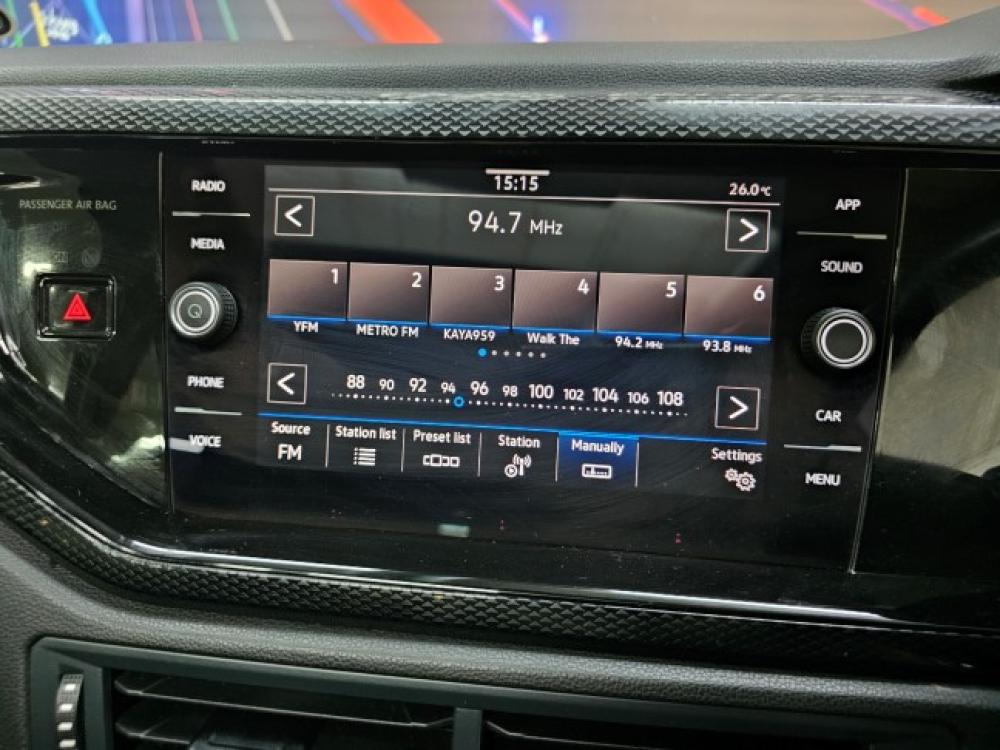 PASSENGER AIR BAG
RADIO
MEDIA
PHONE
VOICE
15:15
26.0°C
<
94.7 MHz
>
1 2 3 4 5 6
YFM METRO FM KAYA959 Walk The 94.2 MHz 93.8 MHz
< 88 90 92 94 96 98 100 102 104 106 108 >
Source Station list Preset list Station Manually Settings
FM
APP
SOUND
CAR
MENU